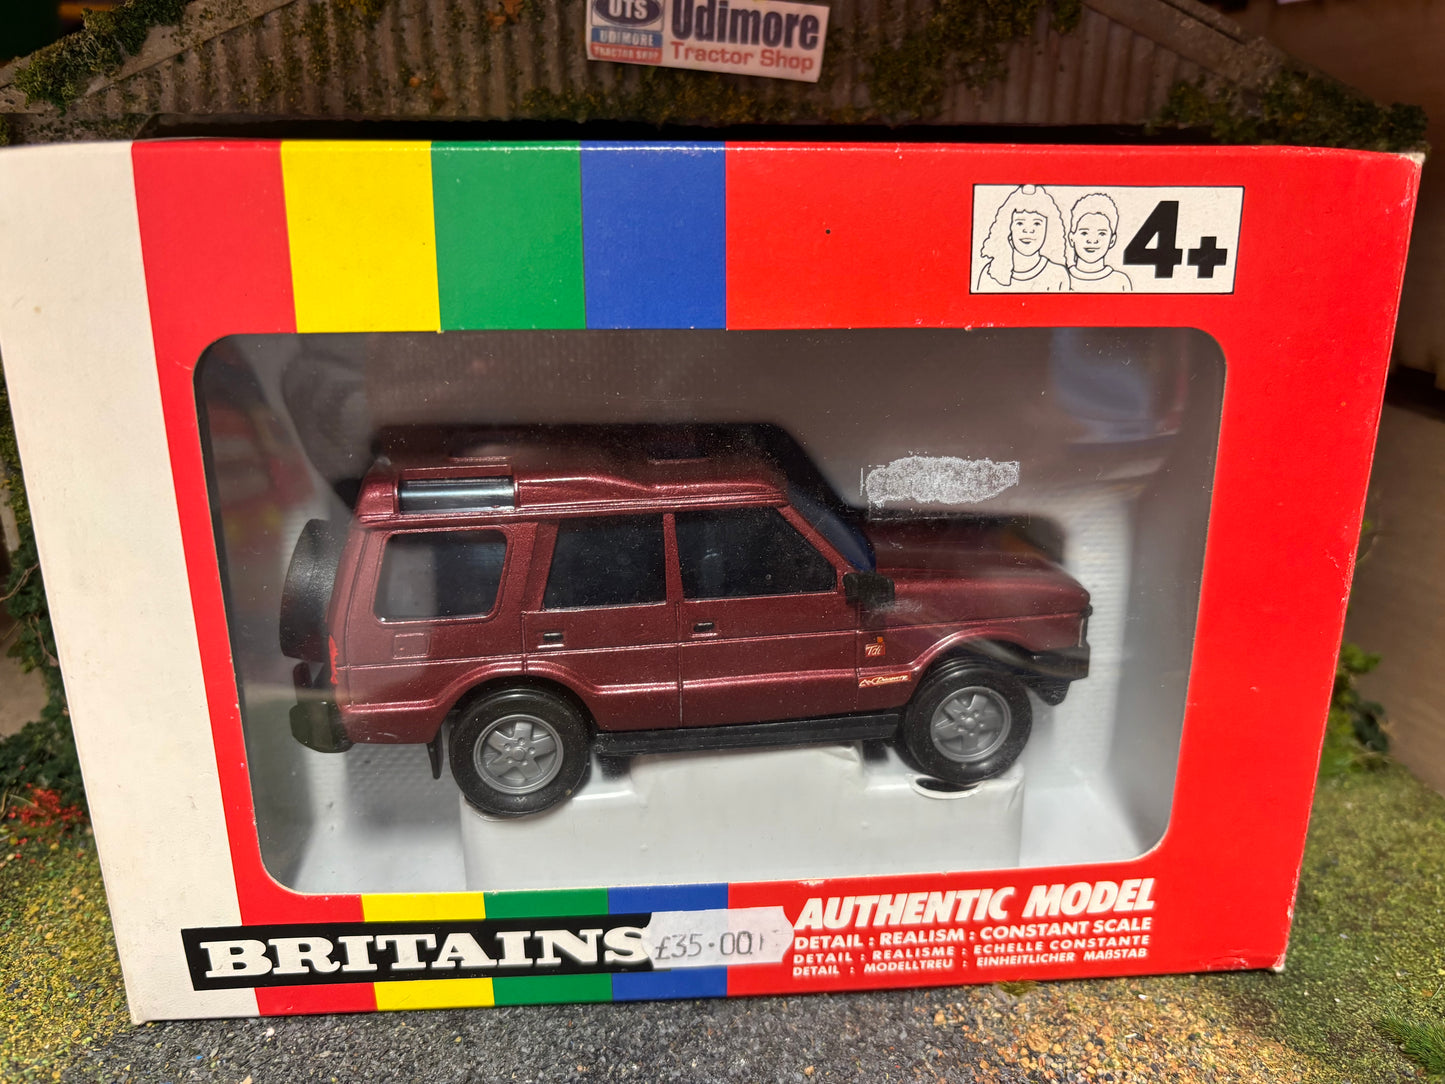 UTS
UDIMORE
TRACTOR SHOP
Udimore
Tractor Shop
4+
Tdi
BRITAINS
£35.00
AUTHENTIC MODEL
DETAIL : REALISM : CONSTANT SCALE
DETAIL : REALISME : ECHELLE CONSTANTE
DETAIL : MODELLTREU : EINHEITLICHER MAßSTAB